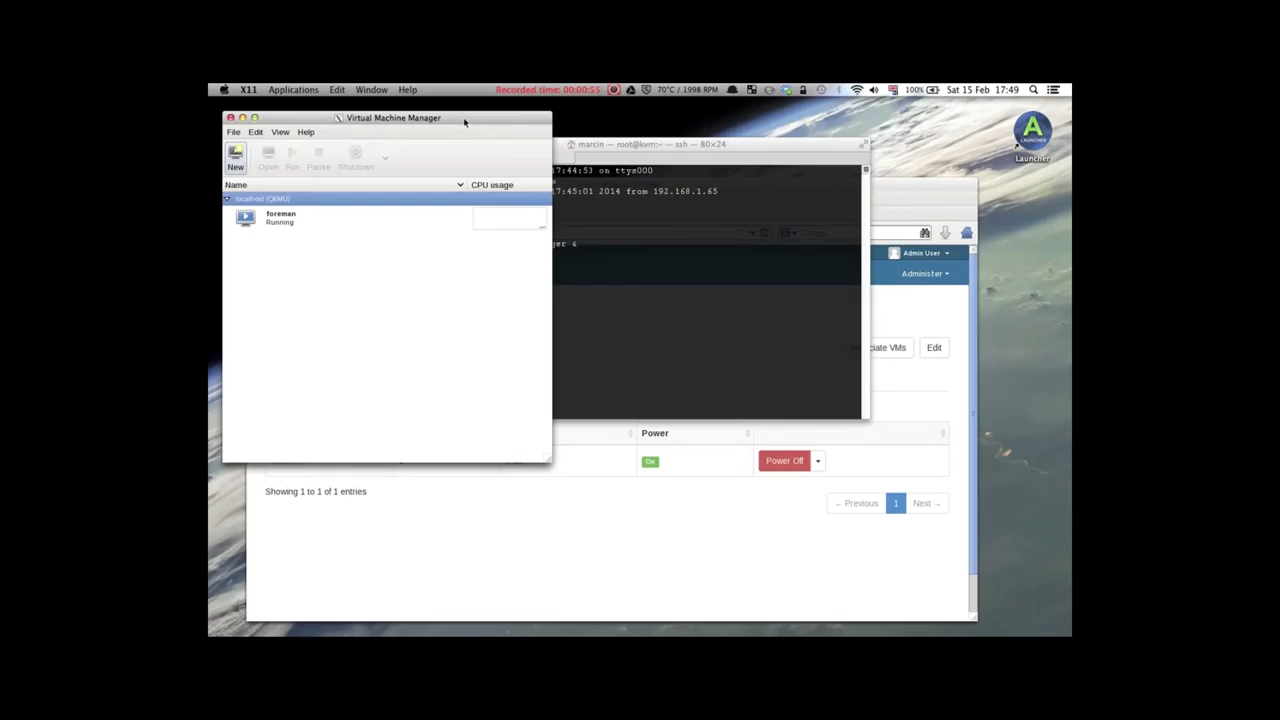 X11 Applications Edit Window Help Recorded time: 00:00:55 70°C / 1998 RPM 100% Sat 15 Feb 17:49
Virtual Machine Manager
File Edit View Help
New Open Run Pause Shutdown
Name CPU usage
localhost (QEMU)
foreman
Running
marcin — root@kvm:~ — ssh — 80×24
17:44:53 on ttys000
17:45:01 2014 from 192.168.1.65
ger &
A
LAUNCHER
Launcher
Admin User
Administer
ciate VMs Edit
Power
On Power Off
Showing 1 to 1 of 1 entries
← Previous 1 Next →